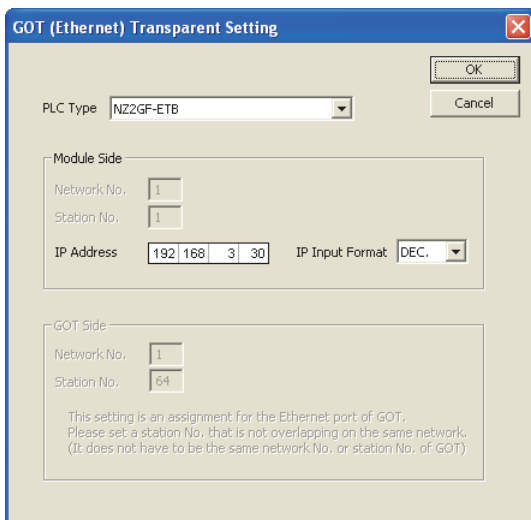 GOT (Ethernet) Transparent Setting
OK
PLC Type NZ2GF-ETB
Cancel
Module Side
Network No. 1
Station No. 1
IP Address 192 168 3 30 IP Input Format DEC.
GOT Side
Network No. 1
Station No. 64
This setting is an assignment for the Ethernet port of GOT.
Please set a station No. that is not overlapping on the same network.
(It does not have to be the same network No. or station No. of GOT)